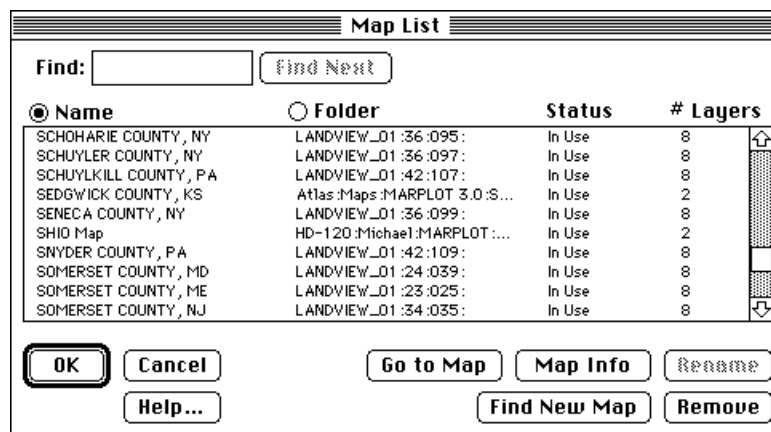 Map List
Find: Find Next
Name Folder Status # Layers
SCHOHARIE COUNTY, NY LANDVIEW_01:36:095: In Use 8
SCHUYLER COUNTY, NY LANDVIEW_01:36:097: In Use 8
SCHUYLKILL COUNTY, PA LANDVIEW_01:42:107: In Use 8
SEDGWICK COUNTY, KS Atlas:Maps:MARPLOT 3.0:S... In Use 2
SENECA COUNTY, NY LANDVIEW_01:36:099: In Use 8
SHIO Map HD-120:Michael:MARPLOT:... In Use 2
SNYDER COUNTY, PA LANDVIEW_01:42:109: In Use 8
SOMERSET COUNTY, MD LANDVIEW_01:24:039: In Use 8
SOMERSET COUNTY, ME LANDVIEW_01:23:025: In Use 8
SOMERSET COUNTY, NJ LANDVIEW_01:34:035: In Use 8
OK Cancel Go to Map Map Info Rename
Help... Find New Map Remove